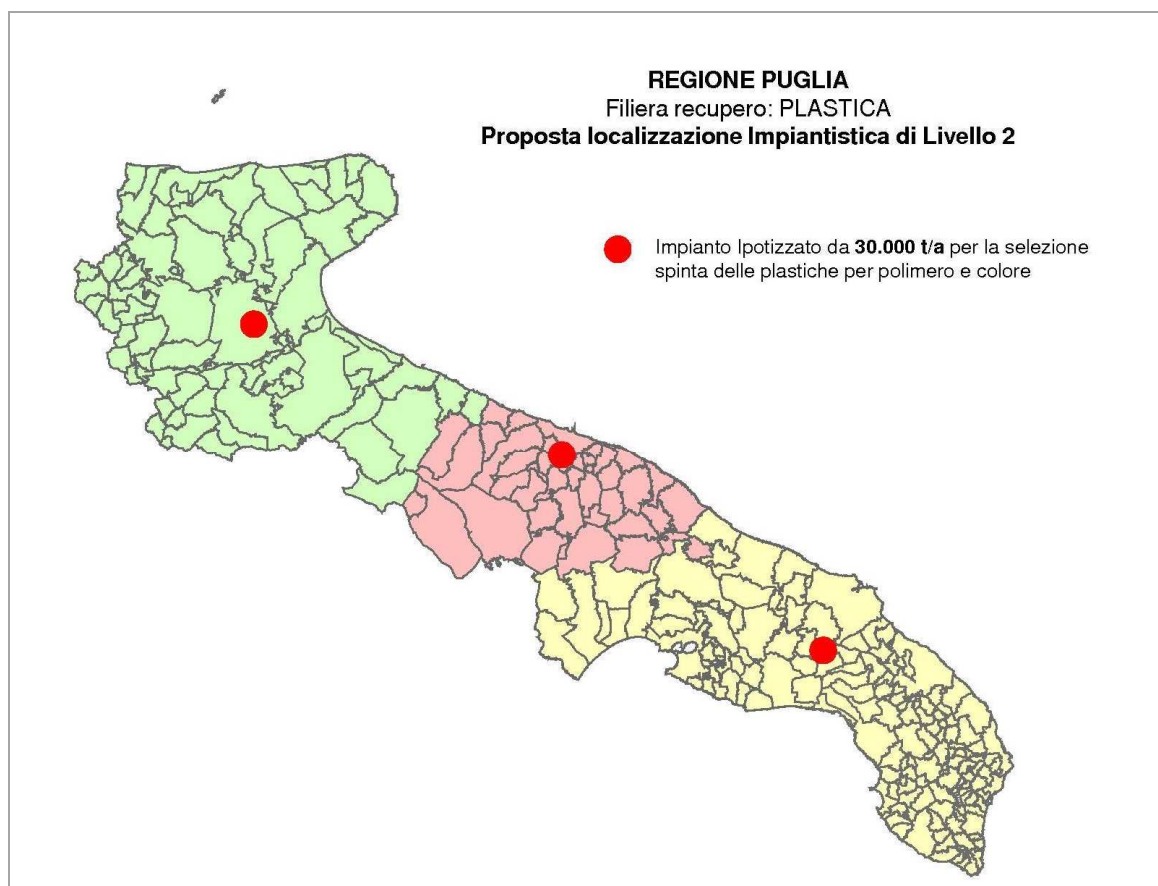 REGIONE PUGLIA
Filiera recupero: PLASTICA
Proposta localizzazione Impiantistica di Livello 2
Impianto Ipotizzato da 30.000 t/a per la selezione
spinta delle plastiche per polimero e colore